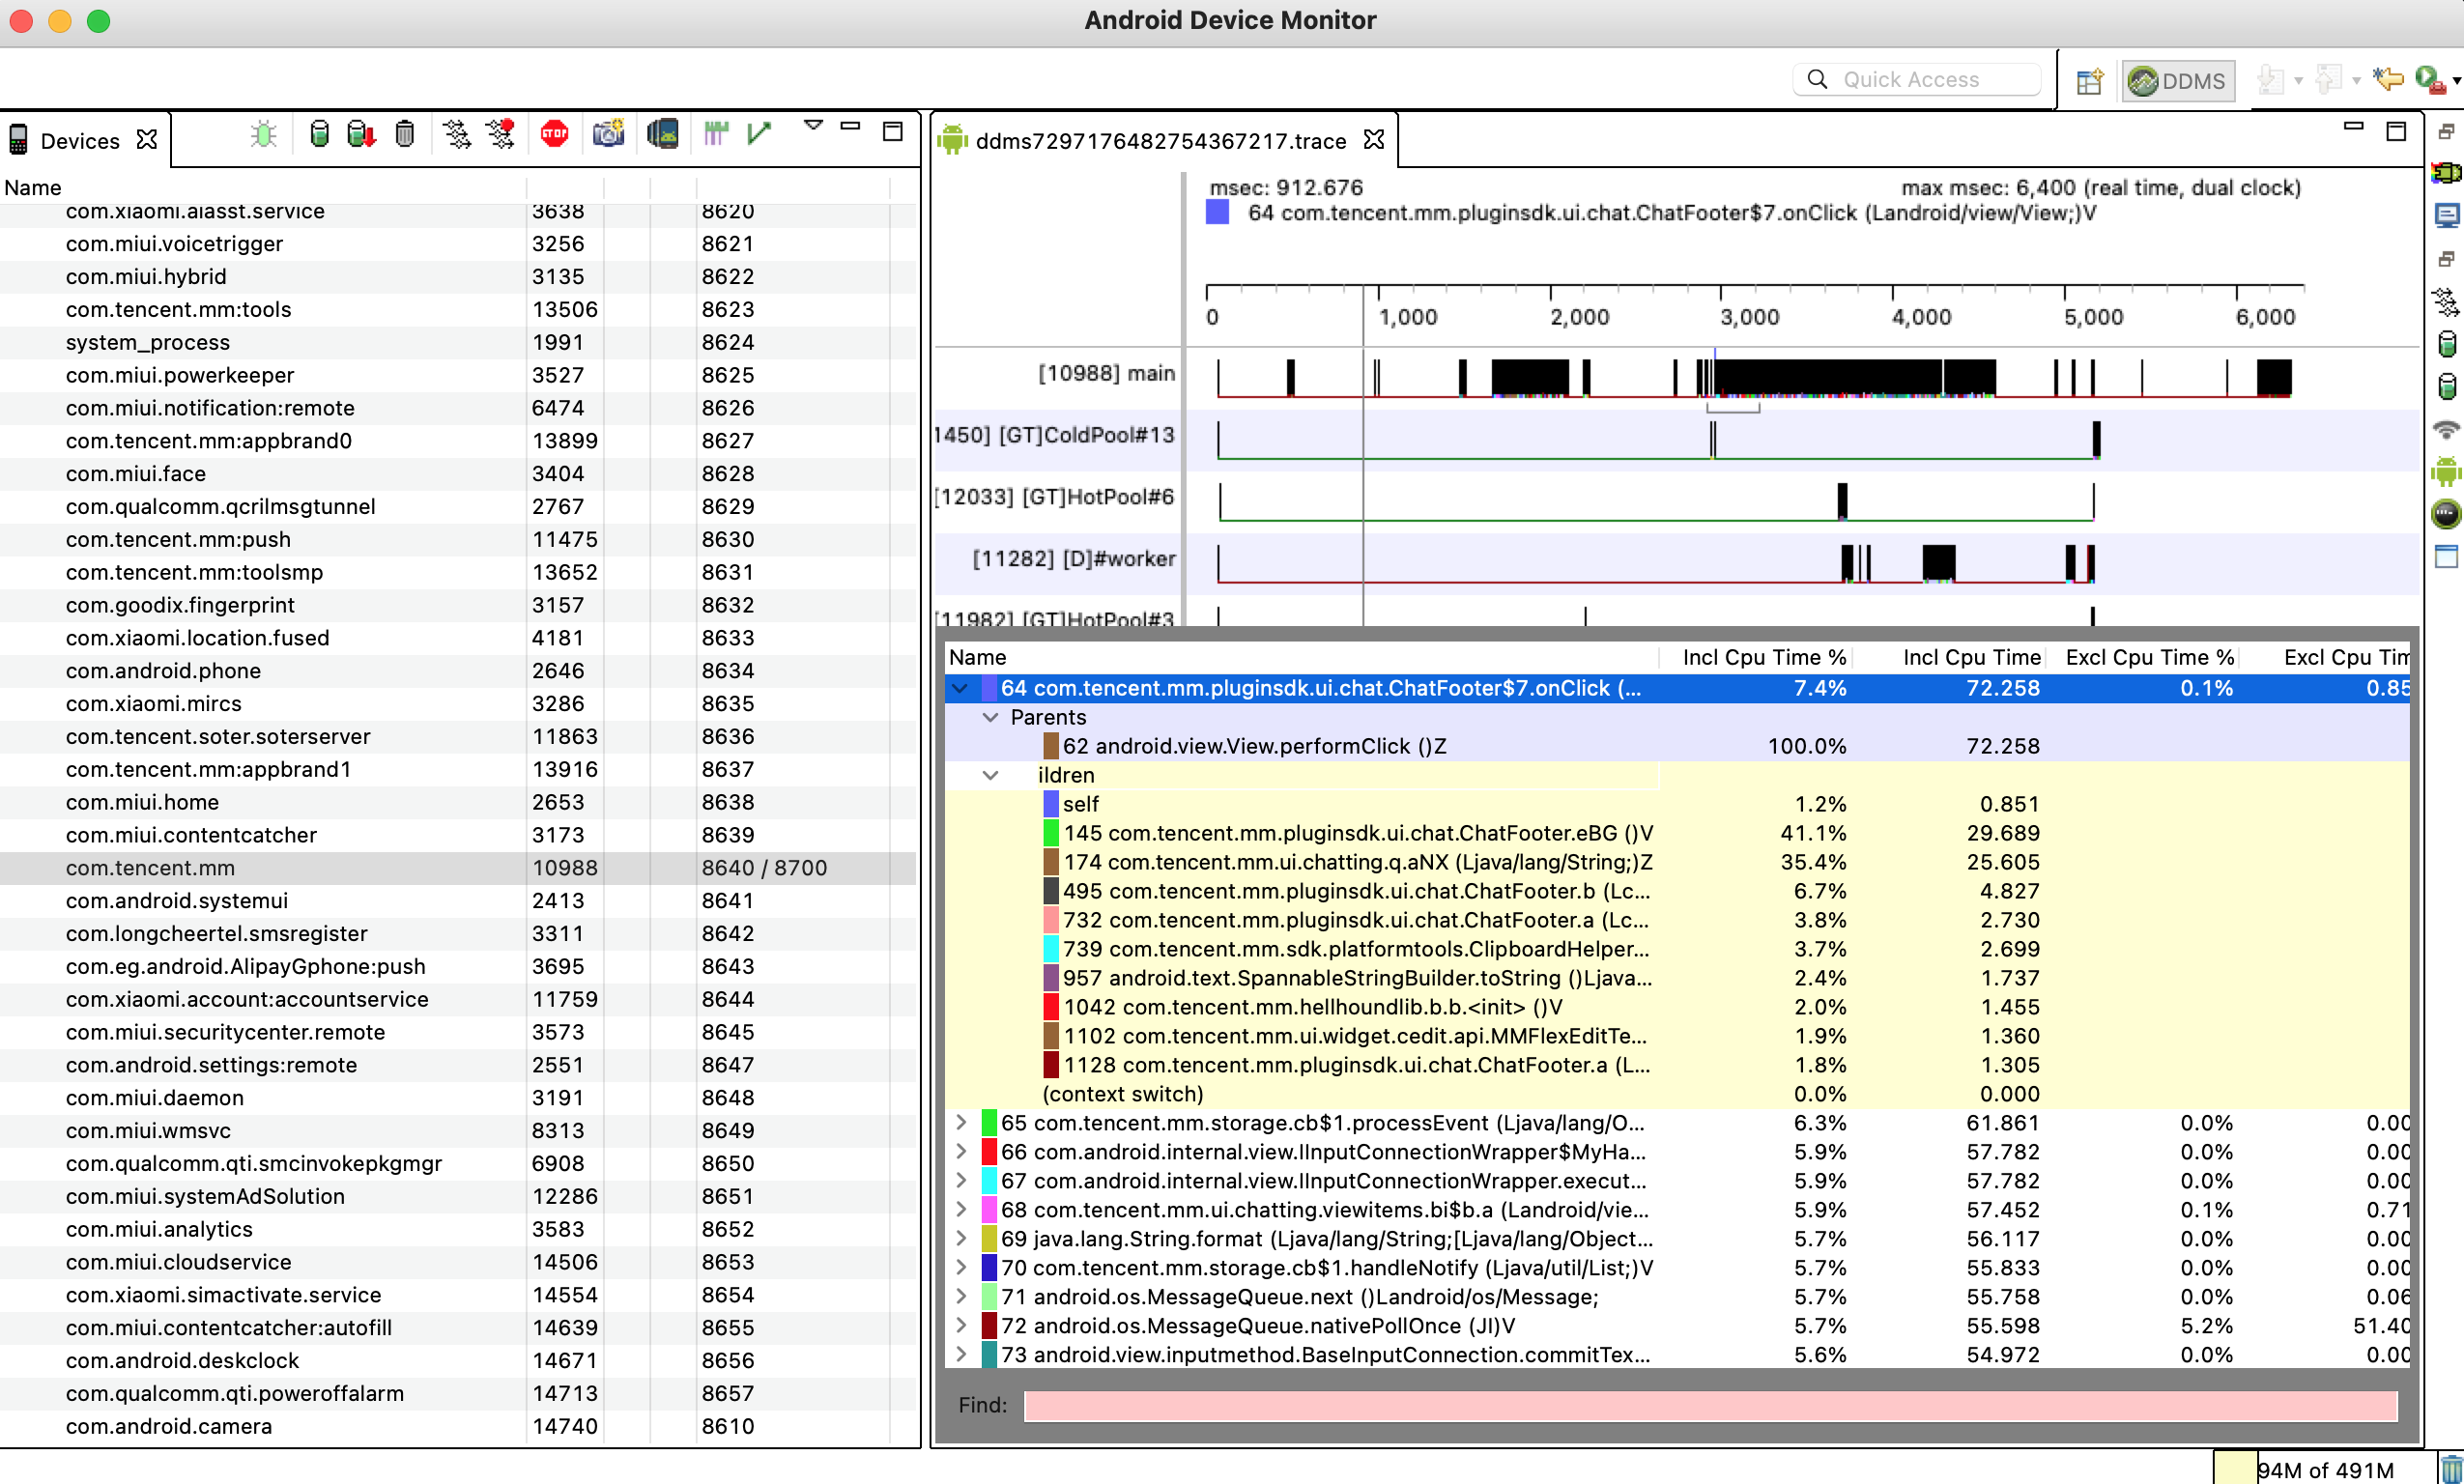 Android Device Monitor
Quick Access
DDMS
Devices
Name
com.xiaomi.aiasst.service 3638 8620
com.miui.voicetrigger 3256 8621
com.miui.hybrid 3135 8622
com.tencent.mm:tools 13506 8623
system_process 1991 8624
com.miui.powerkeeper 3527 8625
com.miui.notification:remote 6474 8626
com.tencent.mm:appbrand0 13899 8627
com.miui.face 3404 8628
com.qualcomm.qcrilmsgtunnel 2767 8629
com.tencent.mm:push 11475 8630
com.tencent.mm:toolsmp 13652 8631
com.goodix.fingerprint 3157 8632
com.xiaomi.location.fused 4181 8633
com.android.phone 2646 8634
com.xiaomi.mircs 3286 8635
com.tencent.soter.soterserver 11863 8636
com.tencent.mm:appbrand1 13916 8637
com.miui.home 2653 8638
com.miui.contentcatcher 3173 8639
com.tencent.mm 10988 8640 / 8700
com.android.systemui 2413 8641
com.longcheertel.smsregister 3311 8642
com.eg.android.AlipayGphone:push 3695 8643
com.xiaomi.account:accountservice 11759 8644
com.miui.securitycenter.remote 3573 8645
com.android.settings:remote 2551 8647
com.miui.daemon 3191 8648
com.miui.wmsvc 8313 8649
com.qualcomm.qti.smcinvokepkgmgr 6908 8650
com.miui.systemAdSolution 12286 8651
com.miui.analytics 3583 8652
com.miui.cloudservice 14506 8653
com.xiaomi.simactivate.service 14554 8654
com.miui.contentcatcher:autofill 14639 8655
com.android.deskclock 14671 8656
com.qualcomm.qti.poweroffalarm 14713 8657
com.android.camera 14740 8610
ddms7297176482754367217.trace
msec: 912.676 max msec: 6,400 (real time, dual clock)
64 com.tencent.mm.pluginsdk.ui.chat.ChatFooter$7.onClick (Landroid/view/View;)V
0 1,000 2,000 3,000 4,000 5,000 6,000
[10988] main
1450] [GT]ColdPool#13
[12033] [GT]HotPool#6
[11282] [D]#worker
[11982] [GT]HotPool#3
Name Incl Cpu Time % Incl Cpu Time Excl Cpu Time % Excl Cpu Tim
64 com.tencent.mm.pluginsdk.ui.chat.ChatFooter$7.onClick (... 7.4% 72.258 0.1% 0.85
Parents
62 android.view.View.performClick ()Z 100.0% 72.258
ildren
self 1.2% 0.851
145 com.tencent.mm.pluginsdk.ui.chat.ChatFooter.eBG ()V 41.1% 29.689
174 com.tencent.mm.ui.chatting.q.aNX (Ljava/lang/String;)Z 35.4% 25.605
495 com.tencent.mm.pluginsdk.ui.chat.ChatFooter.b (Lc... 6.7% 4.827
732 com.tencent.mm.pluginsdk.ui.chat.ChatFooter.a (Lc... 3.8% 2.730
739 com.tencent.mm.sdk.platformtools.ClipboardHelper... 3.7% 2.699
957 android.text.SpannableStringBuilder.toString ()Ljava... 2.4% 1.737
1042 com.tencent.mm.hellhoundlib.b.b.<init> ()V 2.0% 1.455
1102 com.tencent.mm.ui.widget.cedit.api.MMFlexEditTe... 1.9% 1.360
1128 com.tencent.mm.pluginsdk.ui.chat.ChatFooter.a (L... 1.8% 1.305
(context switch) 0.0% 0.000
65 com.tencent.mm.storage.cb$1.processEvent (Ljava/lang/O... 6.3% 61.861 0.0% 0.00
66 com.android.internal.view.IInputConnectionWrapper$MyHa... 5.9% 57.782 0.0% 0.00
67 com.android.internal.view.IInputConnectionWrapper.execut... 5.9% 57.782 0.0% 0.00
68 com.tencent.mm.ui.chatting.viewitems.bi$b.a (Landroid/vie... 5.9% 57.452 0.1% 0.71
69 java.lang.String.format (Ljava/lang/String;[Ljava/lang/Object... 5.7% 56.117 0.0% 0.00
70 com.tencent.mm.storage.cb$1.handleNotify (Ljava/util/List;)V 5.7% 55.833 0.0% 0.00
71 android.os.MessageQueue.next ()Landroid/os/Message; 5.7% 55.758 0.0% 0.06
72 android.os.MessageQueue.nativePollOnce (JI)V 5.7% 55.598 5.2% 51.40
73 android.view.inputmethod.BaseInputConnection.commitTex... 5.6% 54.972 0.0% 0.00
Find:
94M of 491M